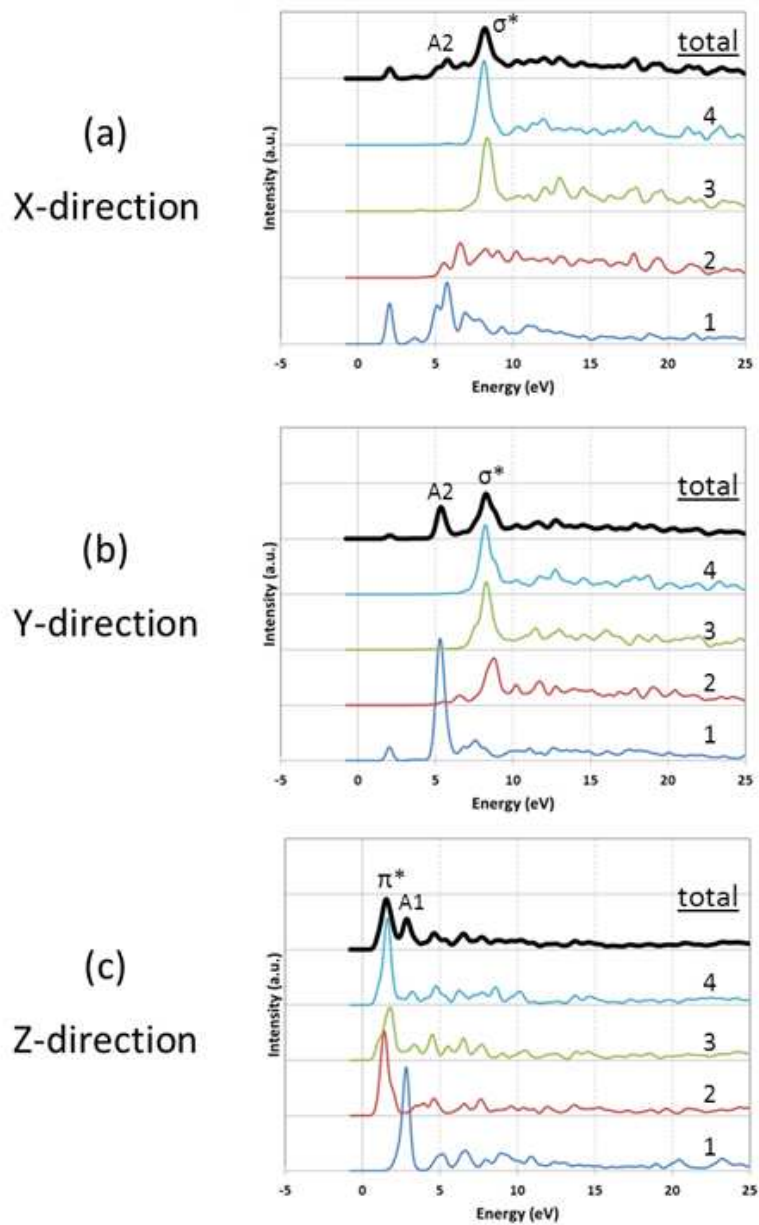 (a)
X-direction
Intensity (a.u.)
A2
σ*
total
4
3
2
1
-5 0 5 10 15 20 25
Energy (eV)
(b)
Y-direction
Intensity (a.u.)
A2
σ*
total
4
3
2
1
-5 0 5 10 15 20 25
Energy (eV)
(c)
Z-direction
Intensity (a.u.)
π*
A1
total
4
3
2
1
-5 0 5 10 15 20 25
Energy (eV)